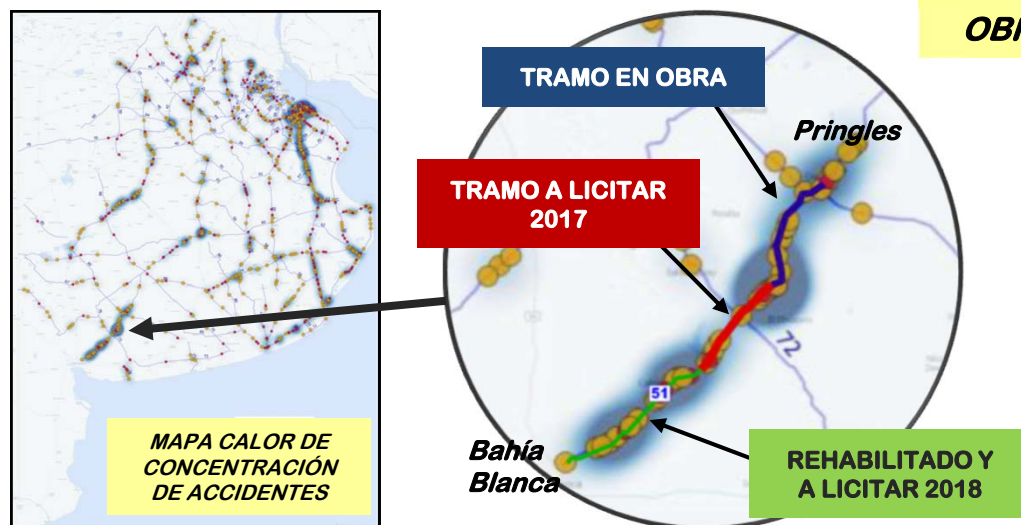 OBR
TRAMO EN OBRA
Pringles
TRAMO A LICITAR
2017
72
51
Bahía
Blanca
MAPA CALOR DE
CONCENTRACIÓN
DE ACCIDENTES
REHABILITADO Y
A LICITAR 2018